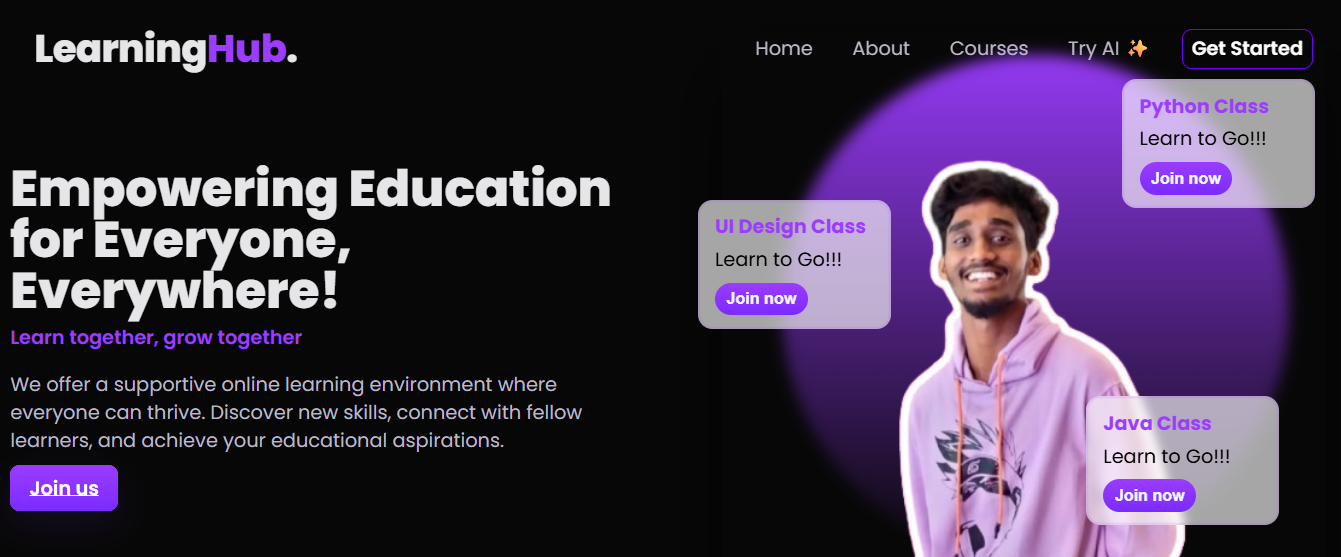 LearningHub.
Home About Courses Try AI ✨ Get Started
Empowering Education
for Everyone,
Everywhere!
Learn together, grow together
We offer a supportive online learning environment where
everyone can thrive. Discover new skills, connect with fellow
learners, and achieve your educational aspirations.
Join us
Python Class
Learn to Go!!!
Join now
UI Design Class
Learn to Go!!!
Join now
Java Class
Learn to Go!!!
Join now